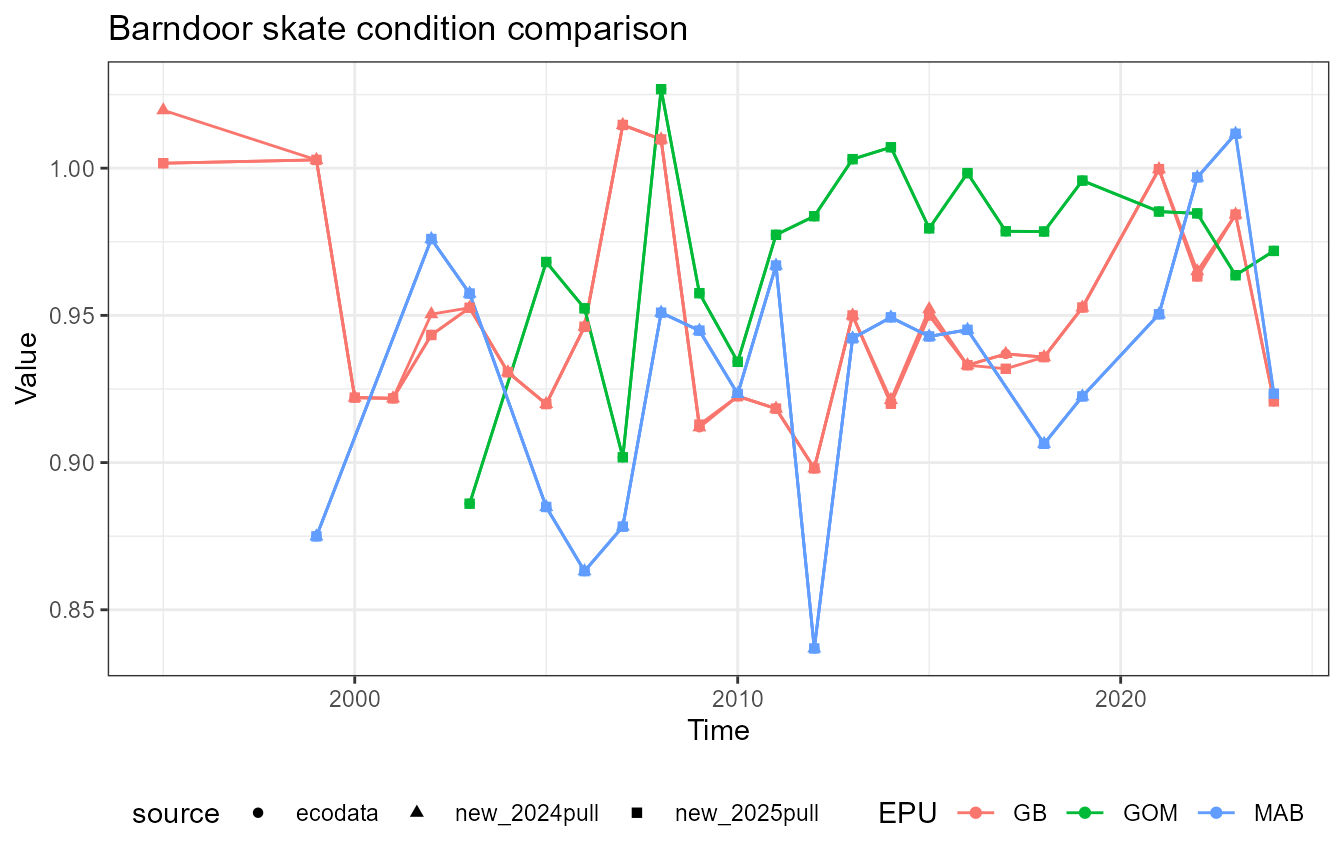 Barndoor skate condition comparison
1.00
0.95
0.90
0.85
Value
2000 2010 2020
Time
source ecodata new_2024pull new_2025pull EPU GB GOM MAB